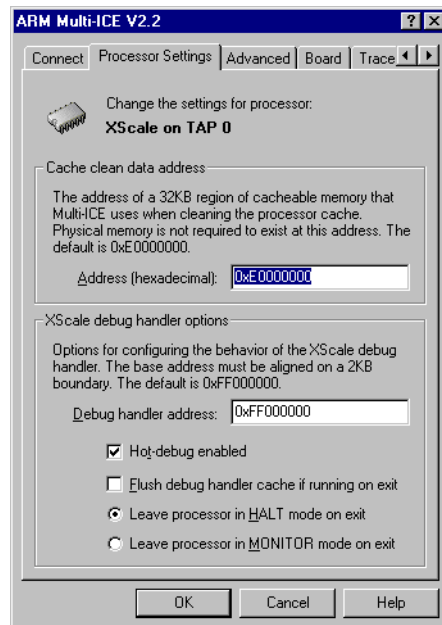 ARM Multi-ICE V2.2
Connect Processor Settings Advanced Board Trace
Change the settings for processor:
XScale on TAP 0
Cache clean data address
The address of a 32KB region of cacheable memory that
Multi-ICE uses when cleaning the processor cache.
Physical memory is not required to exist at this address. The
default is 0xE0000000.
Address (hexadecimal): 0xE0000000
XScale debug handler options
Options for configuring the behavior of the XScale debug
handler. The base address must be aligned on a 2KB
boundary. The default is 0xFF000000.
Debug handler address: 0xFF000000
Hot-debug enabled
Flush debug handler cache if running on exit
Leave processor in HALT mode on exit
Leave processor in MONITOR mode on exit
OK Cancel Help